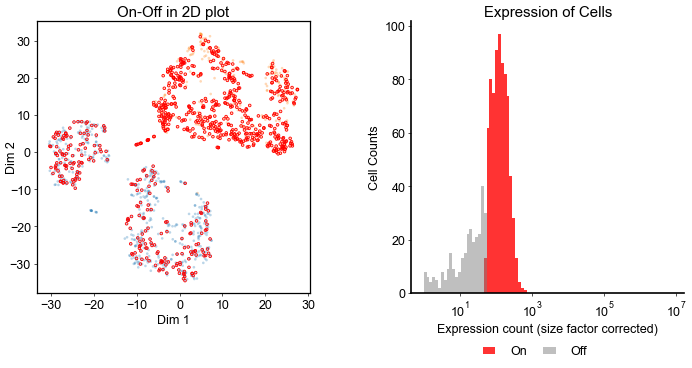 On-Off in 2D plot
30
20
10
0
−10
−20
−30
Dim 2
−30 −20 −10 0 10 20 30
Dim 1
Expression of Cells
100
80
60
40
20
0
Cell Counts
10^1 10^3 10^5 10^7
Expression count (size factor corrected)
On Off